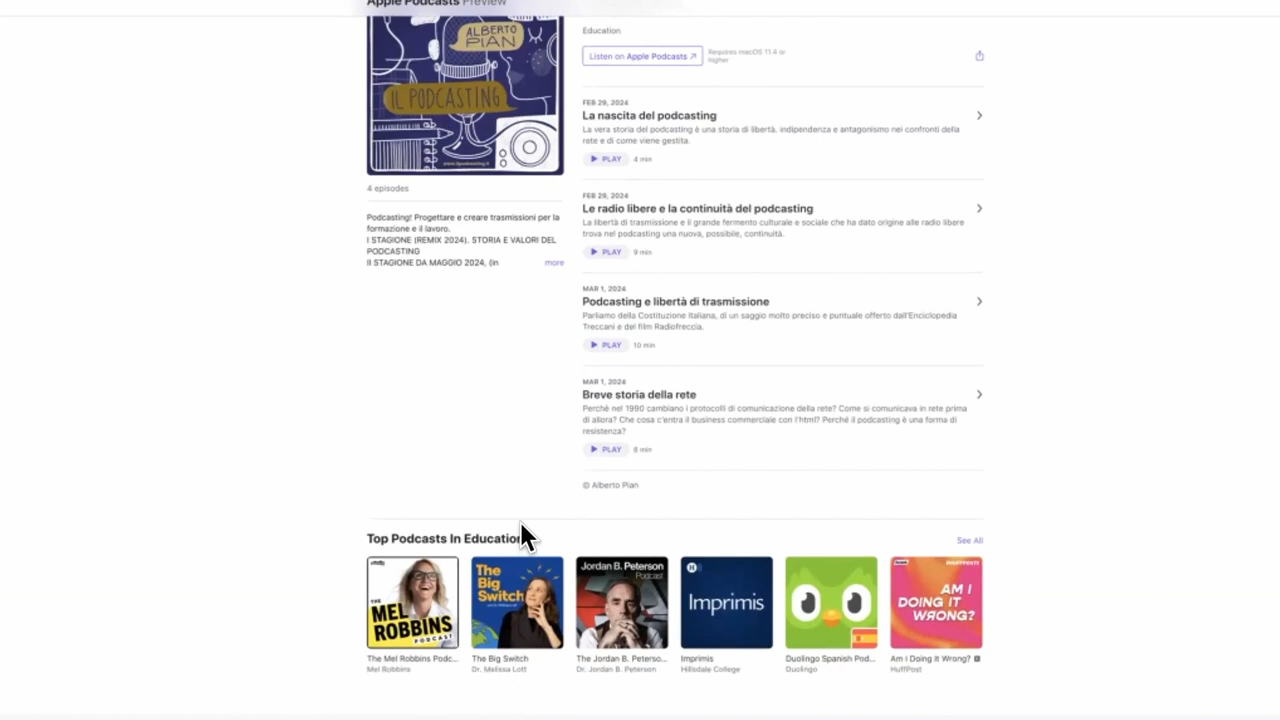 Apple Podcasts Preview
ALBERTO
PIAN
IL PODCASTING
www.ilpodcasting.it
4 episodes
Podcasting! Progettare e creare trasmissioni per la
formazione e il lavoro.
I STAGIONE (REMIX 2024). STORIA E VALORI DEL
PODCASTING
II STAGIONE DA MAGGIO 2024, (in
more
Education
Listen on Apple Podcasts ↗
Requires macOS 11.4 or
higher
FEB 29, 2024
La nascita del podcasting
La vera storia del podcasting è una storia di libertà. indipendenza e antagonismo nei confronti della
rete e di come viene gestita.
PLAY 4 min
FEB 29, 2024
Le radio libere e la continuità del podcasting
La libertà di trasmissione e il grande fermento culturale e sociale che ha dato origine alle radio libere
trova nel podcasting una nuova, possibile, continuità.
PLAY 9 min
MAR 1, 2024
Podcasting e libertà di trasmissione
Parliamo della Costituzione Italiana, di un saggio molto preciso e puntuale offerto dall'Enciclopedia
Treccani e del film Radiofreccia.
PLAY 10 min
MAR 1, 2024
Breve storia della rete
Perchè nel 1990 cambiano i protocolli di comunicazione della rete? Come si comunicava in rete prima
di allora? Che cosa c'entra il business commerciale con l'html? Perché il podcasting è una forma di
resistenza?
PLAY 8 min
© Alberto Pian
Top Podcasts In Education
See All
THE
MEL
ROBBINS
PODCAST
The
Big
Switch
Jordan B. Peterson
Podcast
Imprimis
HUFFPOST
AM I
DOING IT
WRONG?
The Mel Robbins Podc...
Mel Robbins
The Big Switch
Dr. Melissa Lott
The Jordan B. Peterso...
Dr. Jordan B. Peterson
Imprimis
Hillsdale College
Duolingo Spanish Pod...
Duolingo
Am I Doing It Wrong? E
HuffPost